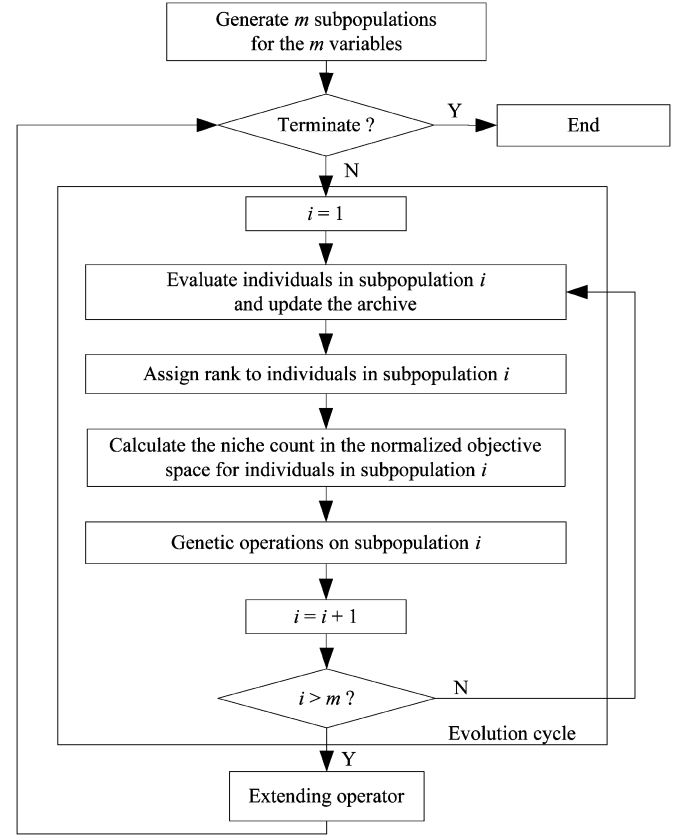 Generate m subpopulations
for the m variables
Terminate ?
Y
End
N
i = 1
Evaluate individuals in subpopulation i
and update the archive
Assign rank to individuals in subpopulation i
Calculate the niche count in the normalized objective
space for individuals in subpopulation i
Genetic operations on subpopulation i
i = i + 1
i > m ?
N
Evolution cycle
Y
Extending operator